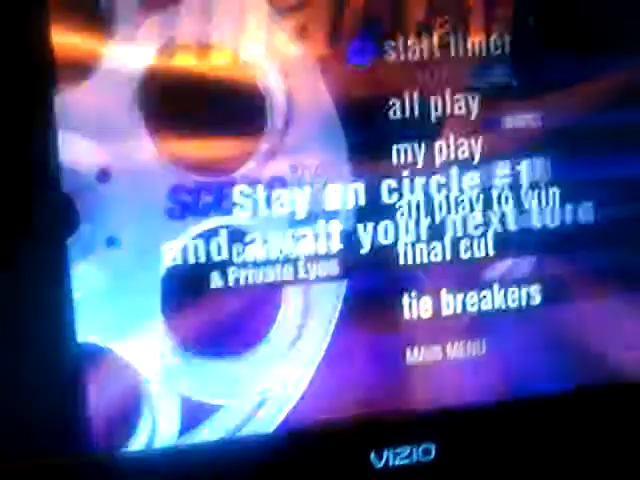 start timer
all play
my play
Stay on circle #1
all play to win
and await your next turn
& Private Eyes
final cut
tie breakers
MAIN MENU
VIZIO